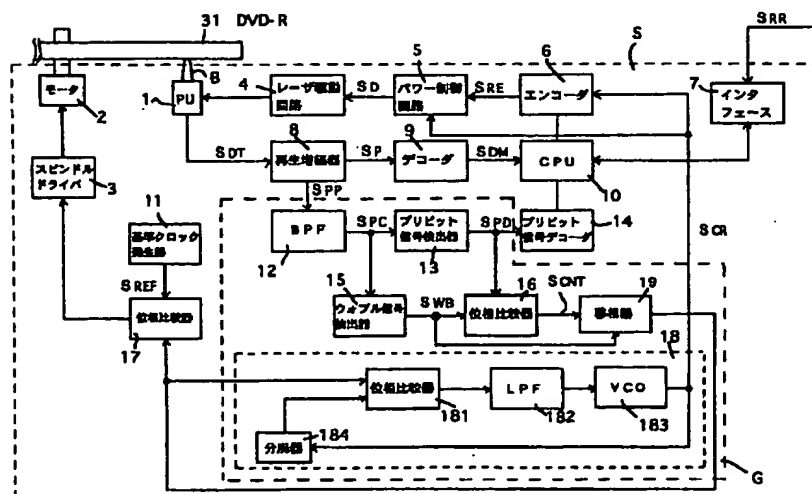 31 DVD-R
SRR
S
B
モータ
2
1
PU
4
レーザ駆動
回路
SD
5
パワー制御
回路
SRE
6
エンコーダ
7
インタ
フェース
SDT
8
再生増幅器
SP
9
デコーダ
SDM
CPU
10
スピンドル
ドライバ
3
SPP
11
基準クロック
発生器
BPF
12
SPC
プリピット
信号検出器
13
SPD
プリピット
信号デコーダ
14
SCR
SREF
15
ウォブル信号
検出器
SWB
16
位相比較器
SCNT
19
移相器
位相比較器
17
18
位相比較器
181
LPF
182
VCO
183
分周器
184
G